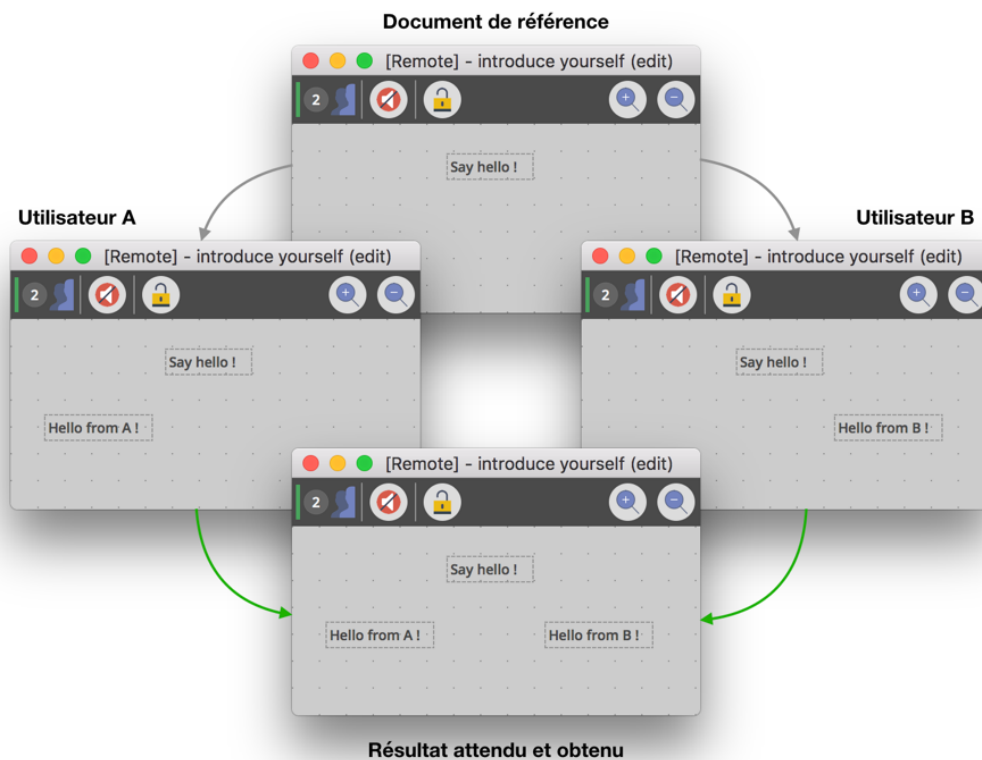 Document de référence
[Remote] - introduce yourself (edit)
2
Say hello !
Utilisateur A
Utilisateur B
[Remote] - introduce yourself (edit)
2
Say hello !
Hello from A !
[Remote] - introduce yourself (edit)
2
Say hello !
Hello from B !
[Remote] - introduce yourself (edit)
2
Say hello !
Hello from A !
Hello from B !
Résultat attendu et obtenu